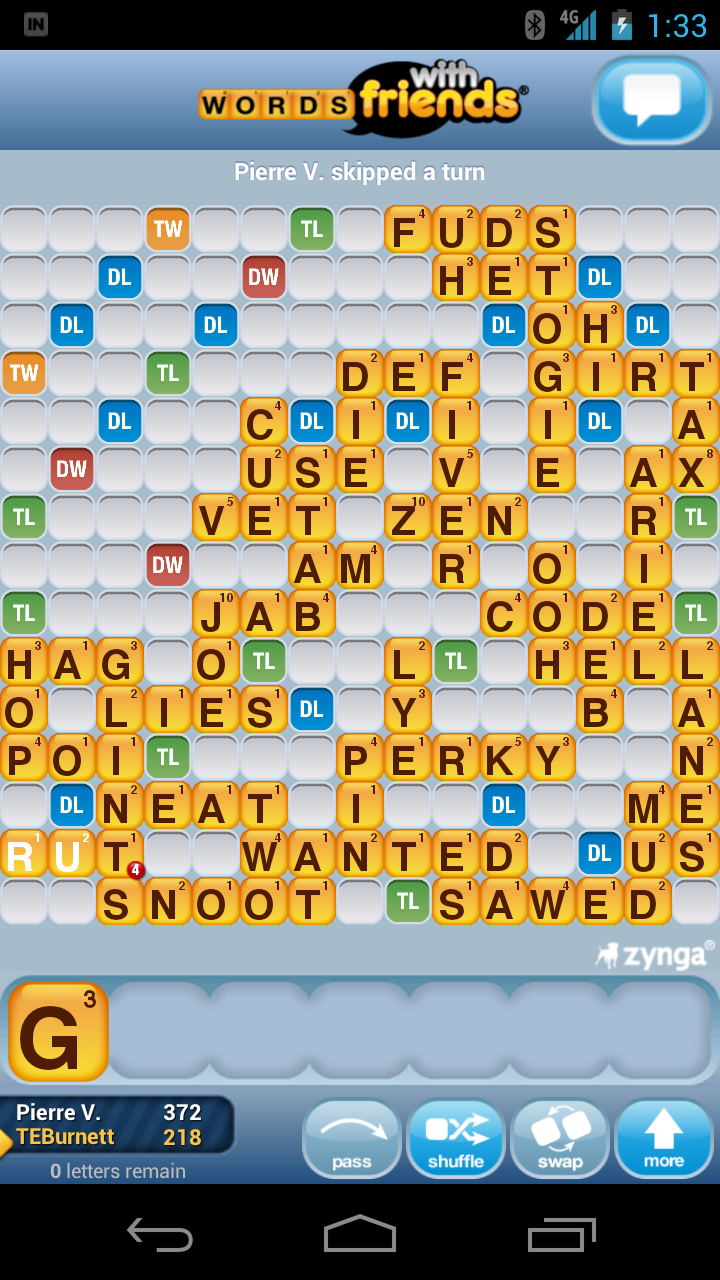 IN 4G 1:33
WORDS with friends®
Pierre V. skipped a turn
TW TL F4 U2 D2 S1
DL DW H3 E1 T1 DL
DL DL DL O1 H3 DL
TW TL D2 E1 F4 G3 I1 R1 T1
DL C4 DL I1 DL I1 I1 DL A1
DW U2 S1 E1 V5 E1 A1 X8
TL V5 E1 T1 Z10 E1 N2 R1 TL
DW A1 M4 R1 O1 I1
TL J10 A1 B4 C4 O1 D2 E1 TL
H3 A1 G3 O1 TL L2 TL H3 E1 L2 L2
O1 L2 I1 E1 S1 DL Y3 B4 A1
P4 O1 I1 TL P4 E1 R1 K5 Y3 N2
DL N2 E1 A1 T1 I1 DL M4 E1
R1 U2 T1 4 W4 A1 N2 T1 E1 D2 DL U2 S1
S1 N2 O1 O1 T1 TL S1 A1 W4 E1 D2
zynga®
G3
Pierre V. 372
TEBurnett 218
0 letters remain
pass shuffle swap more